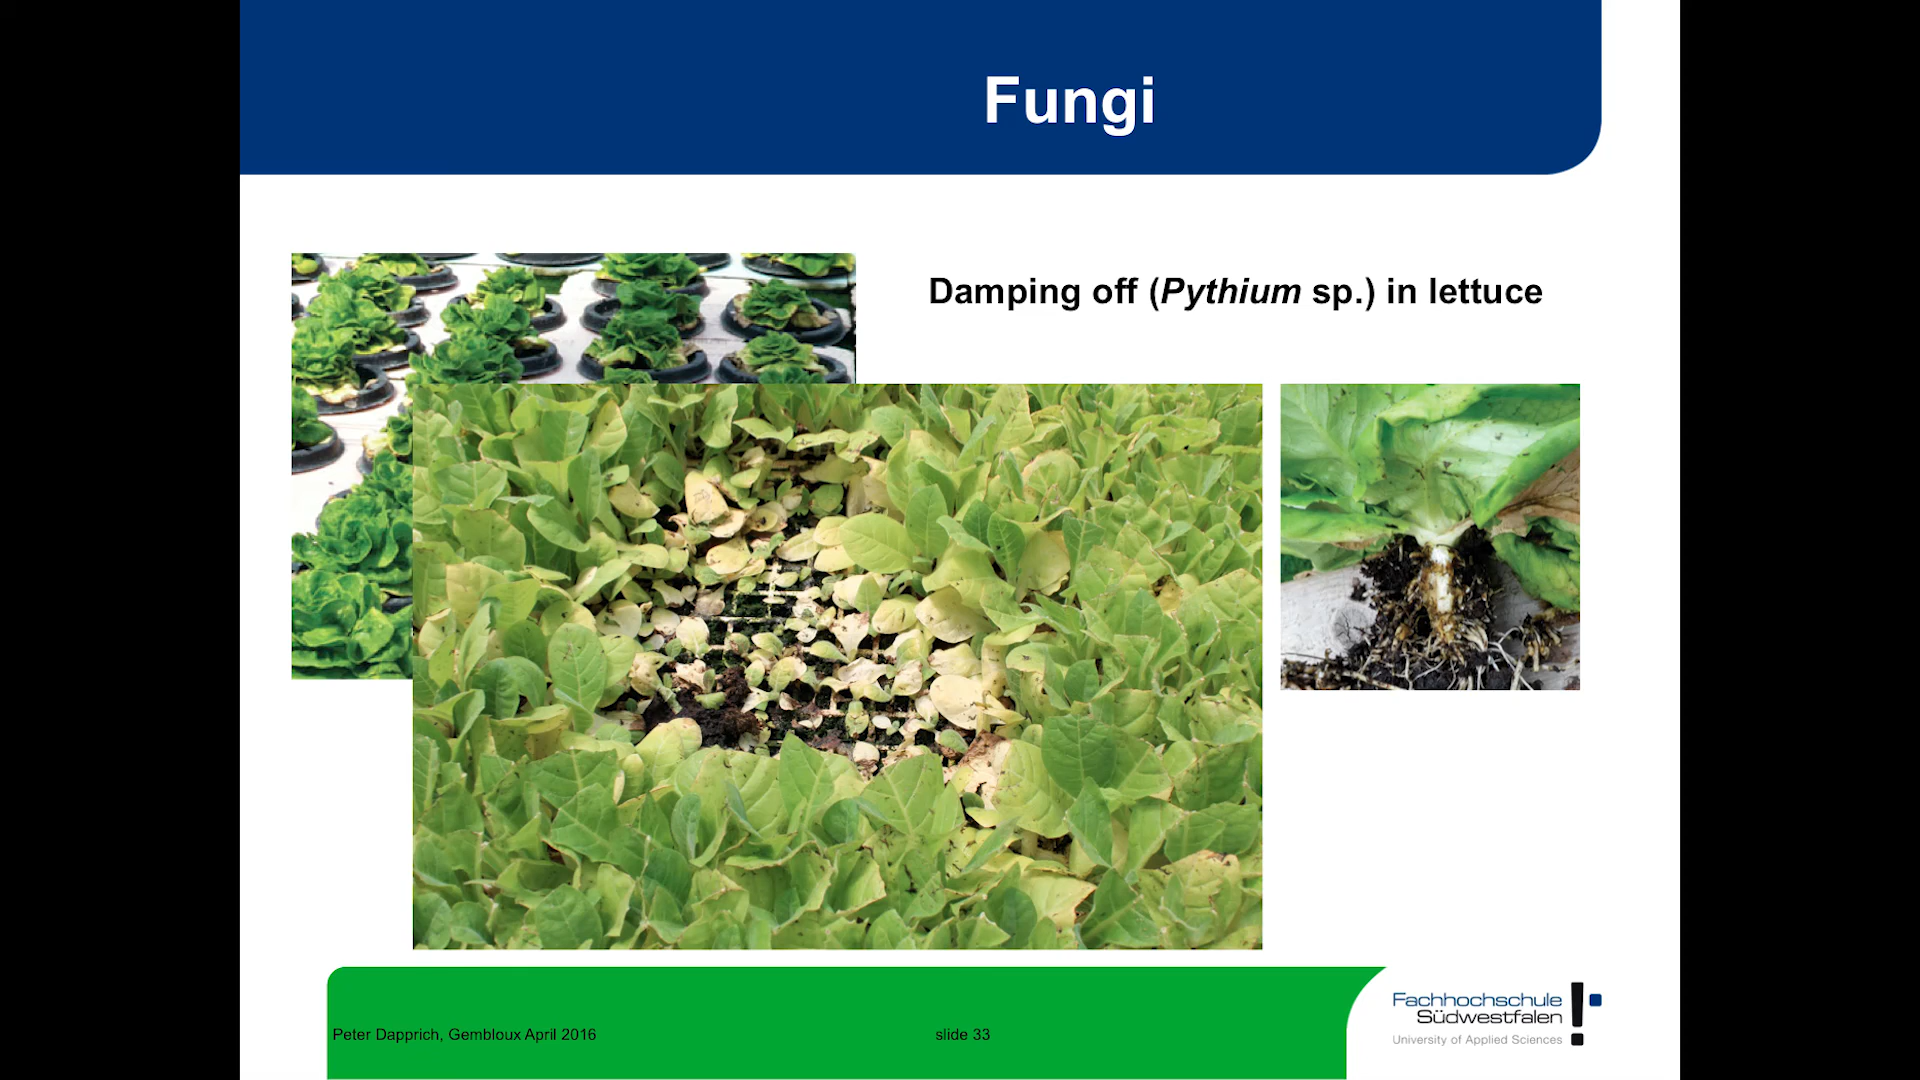 Fungi
Damping off (Pythium sp.) in lettuce
Peter Dapprich, Gembloux April 2016
slide 33
Fachhochschule
Südwestfalen
University of Applied Sciences